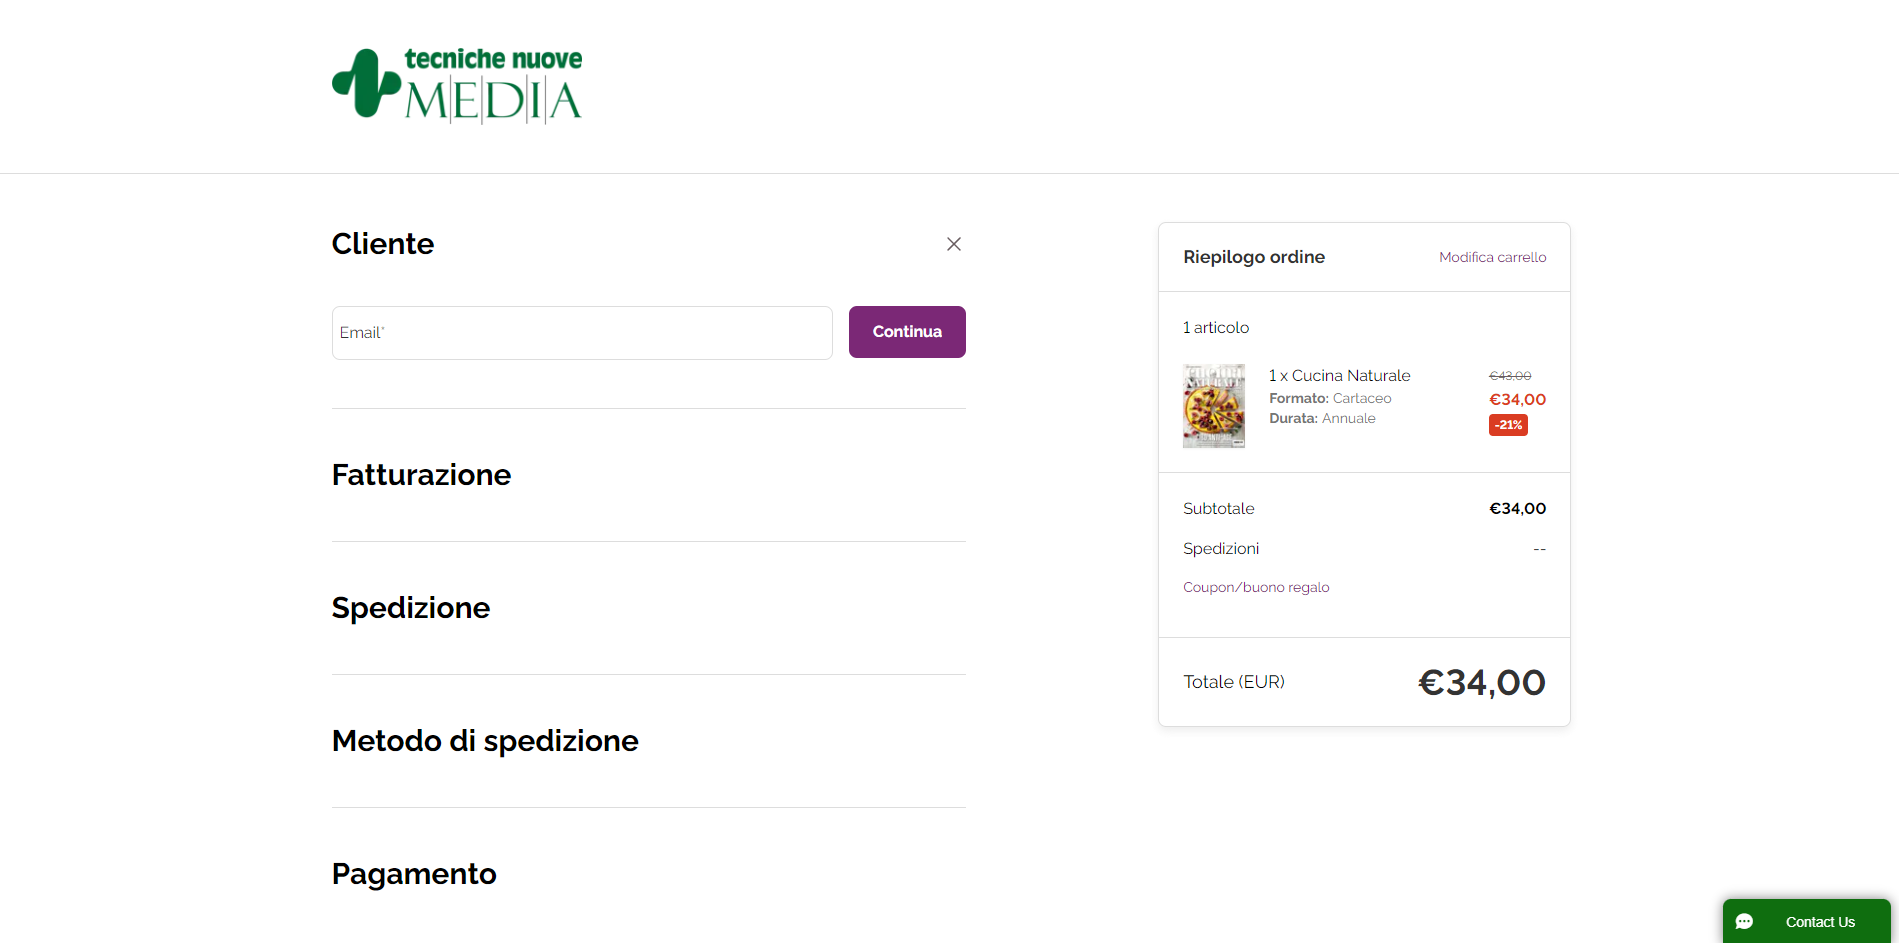 tecniche nuove
MEDIA
Cliente
Email*
Continua
Fatturazione
Spedizione
Metodo di spedizione
Pagamento
Riepilogo ordine
Modifica carrello
1 articolo
1 x Cucina Naturale
€43,00
Formato: Cartaceo
€34,00
Durata: Annuale
-21%
Subtotale
€34,00
Spedizioni
--
Coupon/buono regalo
Totale (EUR)
€34,00
Contact Us